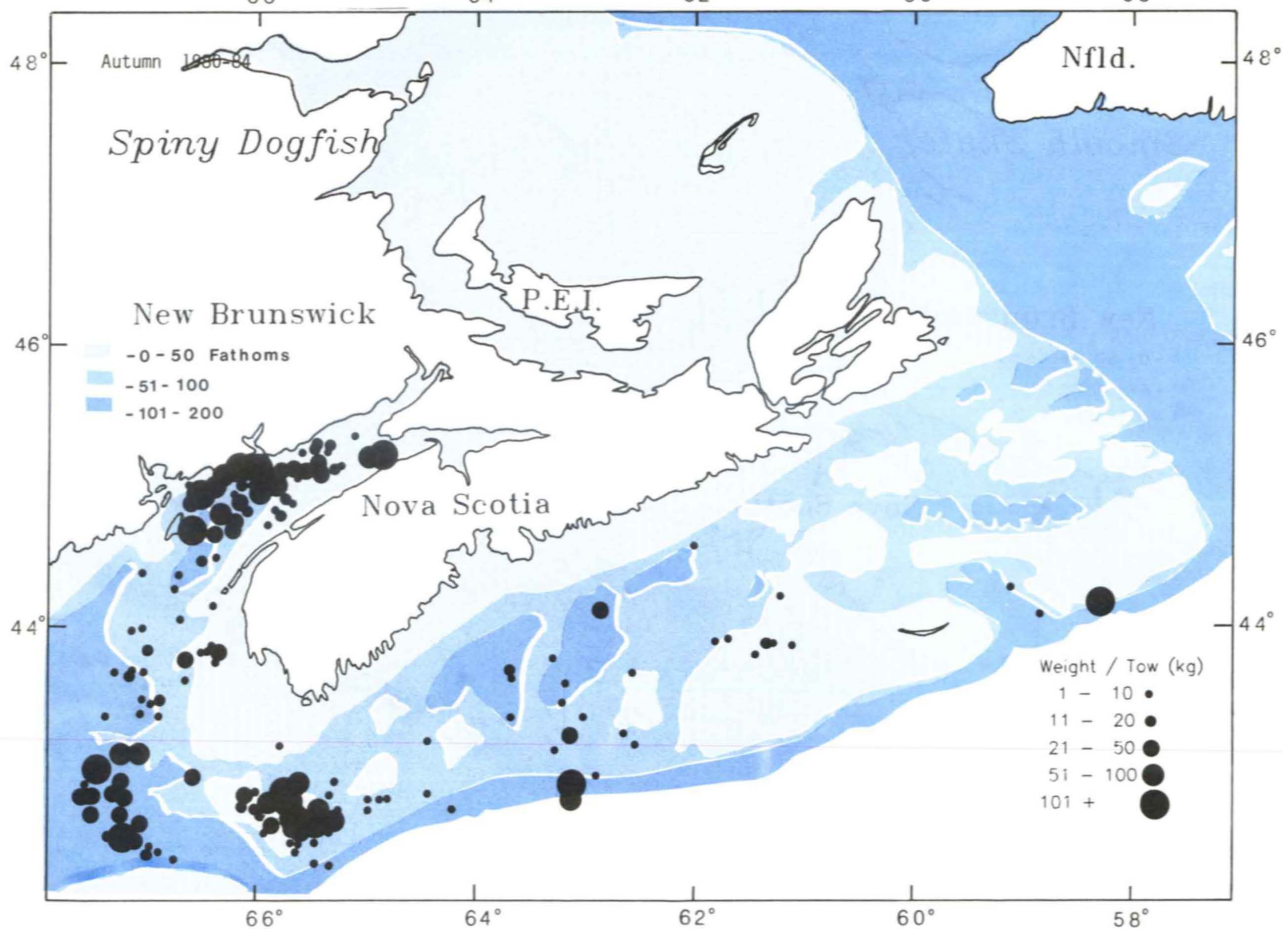 48°
Autumn 1980-84
Nfld.
48°
Spiny Dogfish
New Brunswick
P.E.I.
46°
46°
-0-50 Fathoms
-51-100
-101-200
Nova Scotia
44°
44°
Weight / Tow (kg)
1 - 10
11 - 20
21 - 50
51 - 100
101 +
66°
64°
62°
60°
58°